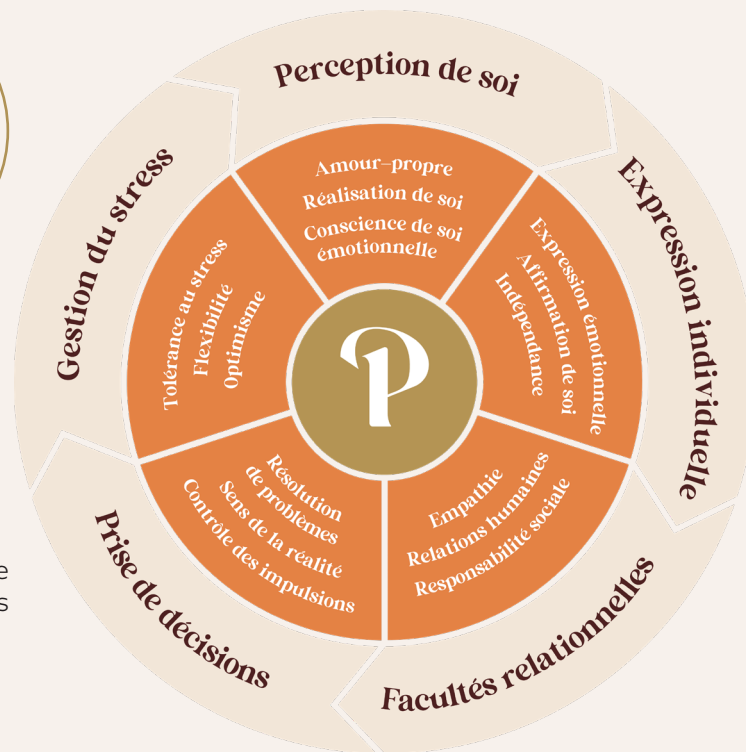 Perception de soi
Amour-propre
Réalisation de soi
Conscience de soi
émotionnelle
Expression individuelle
Expression émotionnelle
Affirmation de soi
Indépendance
Facultés relationnelles
Empathie
Relations humaines
Responsabilité sociale
Prise de décisions
Résolution
de problèmes
Sens de la réalité
Contrôle des impulsions
Gestion du stress
Tolérance au stress
Flexibilité
Optimisme
P
e
s